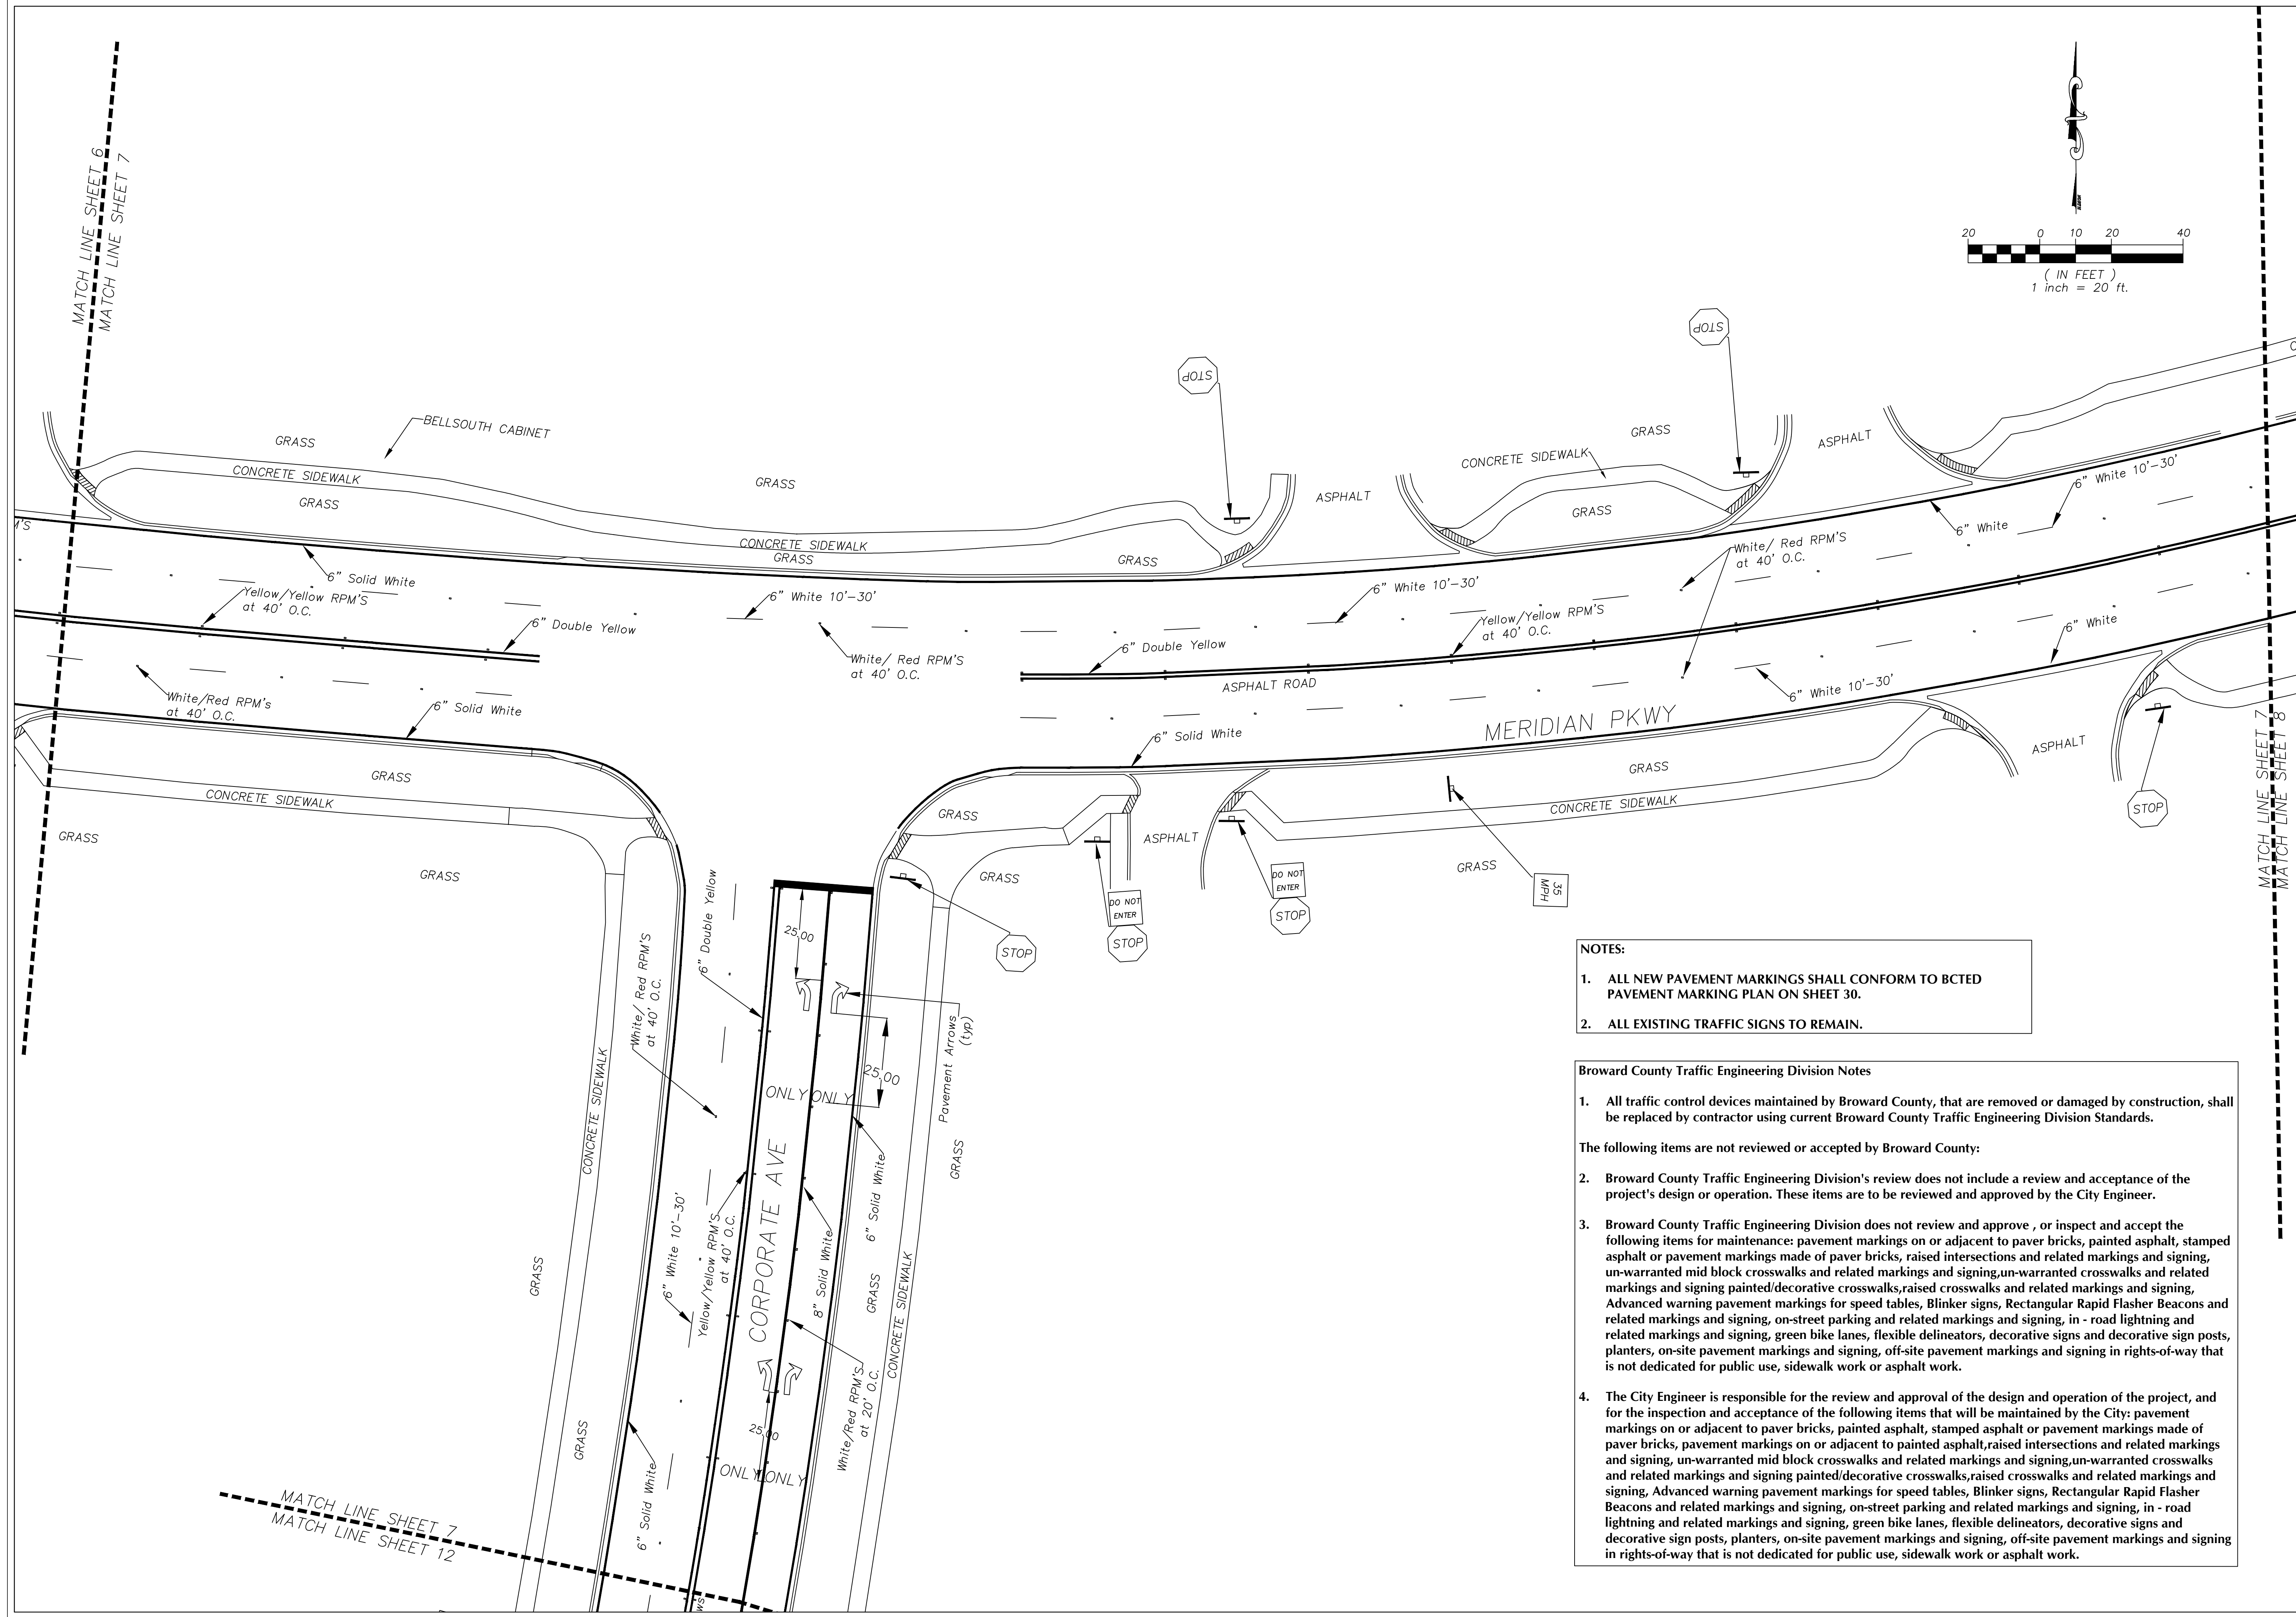 MATCH LINE SHEET 6
MATCH LINE SHEET 7
20 0 10 20 40
( IN FEET )
1 inch = 20 ft.
STOP
STOP
BELLSOUTH CABINET
GRASS
CONCRETE SIDEWALK
GRASS
GRASS
CONCRETE SIDEWALK
GRASS
GRASS
ASPHALT
CONCRETE SIDEWALK
GRASS
GRASS
ASPHALT
6" White 10'-30'
6" White
White/ Red RPM'S
at 40' O.C.
M'S
6" Solid White
Yellow/Yellow RPM'S
at 40' O.C.
6" Double Yellow
6" White 10'-30'
White/ Red RPM'S
at 40' O.C.
6" White 10'-30'
Yellow/Yellow RPM'S
at 40' O.C.
6" Double Yellow
ASPHALT ROAD
6" White
6" White 10'-30'
White/Red RPM's
at 40' O.C.
6" Solid White
6" Solid White
MERIDIAN PKWY
GRASS
CONCRETE SIDEWALK
GRASS
GRASS
GRASS
GRASS
ASPHALT
DO NOT
ENTER
STOP
DO NOT
ENTER
STOP
STOP
GRASS
CONCRETE SIDEWALK
GRASS
35
MPH
ASPHALT
STOP
MATCH LINE SHEET 7
MATCH LINE SHEET 8
6" Double Yellow
White/ Red RPM'S
at 40' O.C.
25.00
25.00
Pavement Arrows
(typ)
ONLY ONLY
CONCRETE SIDEWALK
GRASS
CORPORATE AVE
6" Solid White
6" White 10'-30'
Yellow/Yellow RPM'S
at 40' O.C.
8" Solid White
GRASS
CONCRETE SIDEWALK
GRASS
GRASS
White/Red RPM'S
at 20' O.C.
25.00
ONLY ONLY
6" Solid White
MATCH LINE SHEET 7
MATCH LINE SHEET 12
NOTES:
1. ALL NEW PAVEMENT MARKINGS SHALL CONFORM TO BCTED
PAVEMENT MARKING PLAN ON SHEET 30.
2. ALL EXISTING TRAFFIC SIGNS TO REMAIN.
Broward County Traffic Engineering Division Notes
1. All traffic control devices maintained by Broward County, that are removed or damaged by construction, shall
be replaced by contractor using current Broward County Traffic Engineering Division Standards.
The following items are not reviewed or accepted by Broward County:
2. Broward County Traffic Engineering Division's review does not include a review and acceptance of the
project's design or operation. These items are to be reviewed and approved by the City Engineer.
3. Broward County Traffic Engineering Division does not review and approve , or inspect and accept the
following items for maintenance: pavement markings on or adjacent to paver bricks, painted asphalt, stamped
asphalt or pavement markings made of paver bricks, raised intersections and related markings and signing,
un-warranted mid block crosswalks and related markings and signing,un-warranted crosswalks and related
markings and signing painted/decorative crosswalks,raised crosswalks and related markings and signing,
Advanced warning pavement markings for speed tables, Blinker signs, Rectangular Rapid Flasher Beacons and
related markings and signing, on-street parking and related markings and signing, in - road lightning and
related markings and signing, green bike lanes, flexible delineators, decorative signs and decorative sign posts,
planters, on-site pavement markings and signing, off-site pavement markings and signing in rights-of-way that
is not dedicated for public use, sidewalk work or asphalt work.
4. The City Engineer is responsible for the review and approval of the design and operation of the project, and
for the inspection and acceptance of the following items that will be maintained by the City: pavement
markings on or adjacent to paver bricks, painted asphalt, stamped asphalt or pavement markings made of
paver bricks, pavement markings on or adjacent to painted asphalt,raised intersections and related markings
and signing, un-warranted mid block crosswalks and related markings and signing,un-warranted crosswalks
and related markings and signing painted/decorative crosswalks,raised crosswalks and related markings and
signing, Advanced warning pavement markings for speed tables, Blinker signs, Rectangular Rapid Flasher
Beacons and related markings and signing, on-street parking and related markings and signing, in - road
lightning and related markings and signing, green bike lanes, flexible delineators, decorative signs and
decorative sign posts, planters, on-site pavement markings and signing, off-site pavement markings and signing
in rights-of-way that is not dedicated for public use, sidewalk work or asphalt work.